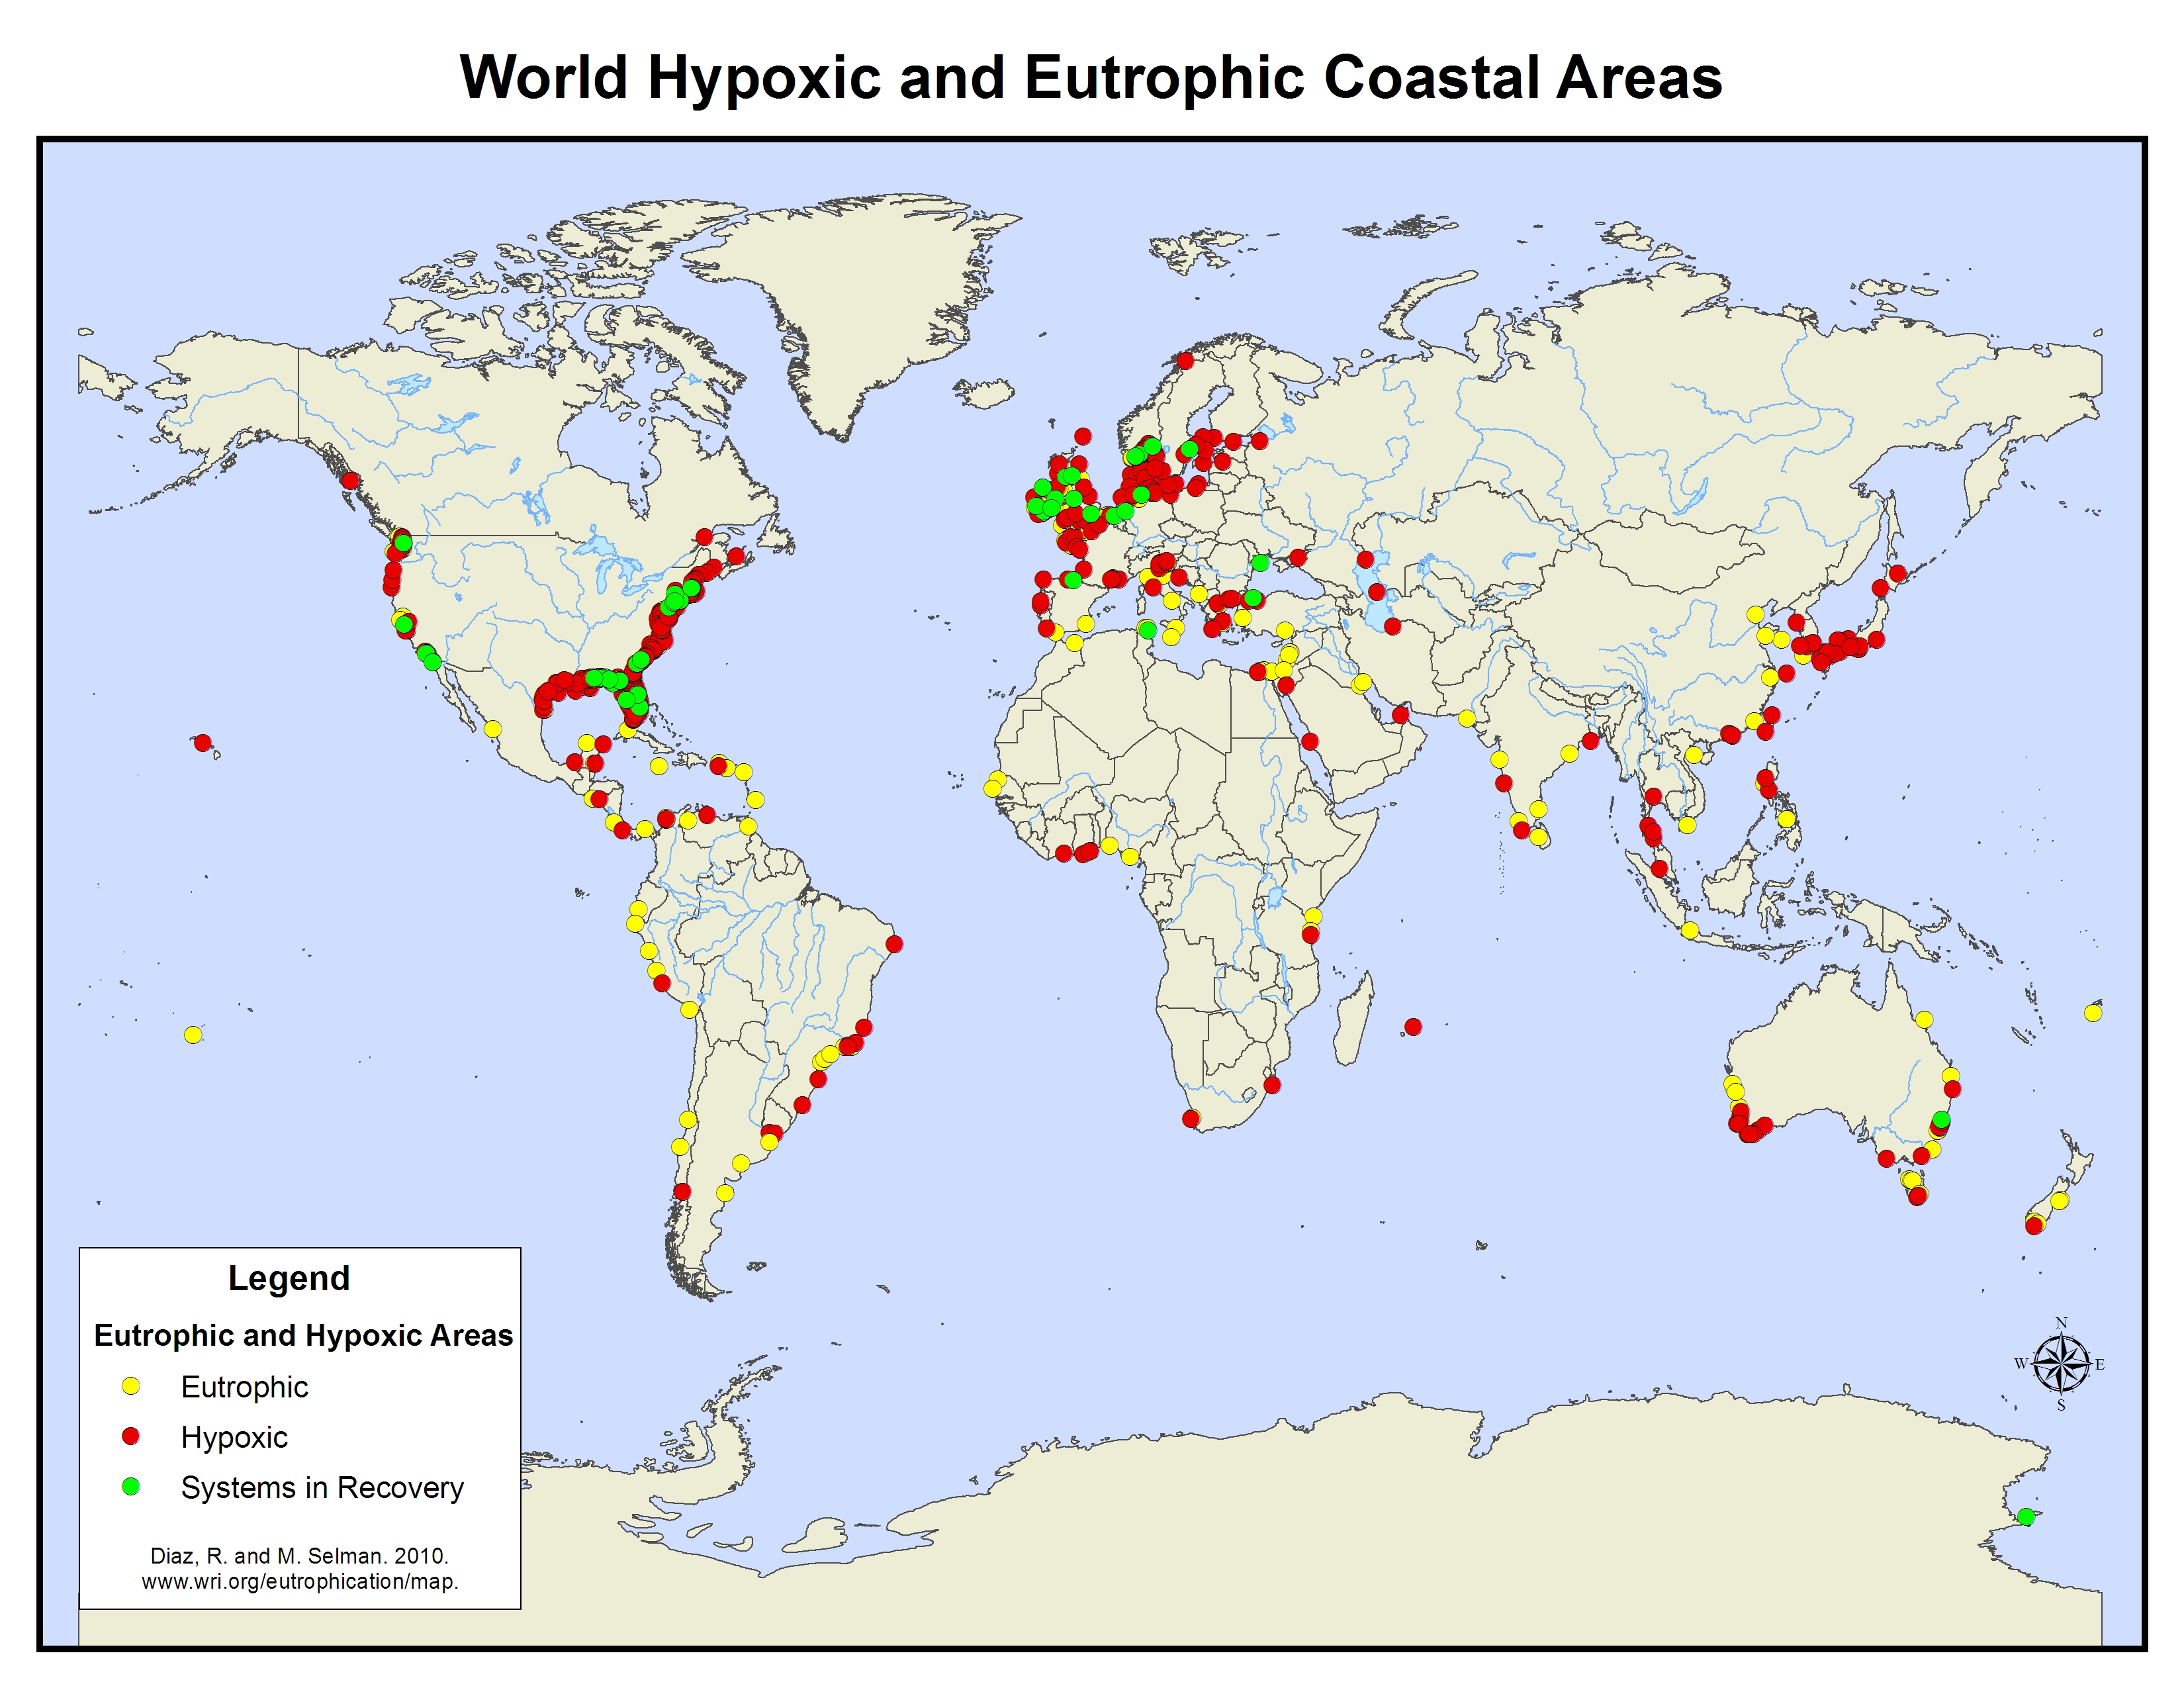 World Hypoxic and Eutrophic Coastal Areas
Legend
Eutrophic and Hypoxic Areas
Eutrophic
Hypoxic
Systems in Recovery
Diaz, R. and M. Selman. 2010.
www.wri.org/eutrophication/map.
N
W E
S